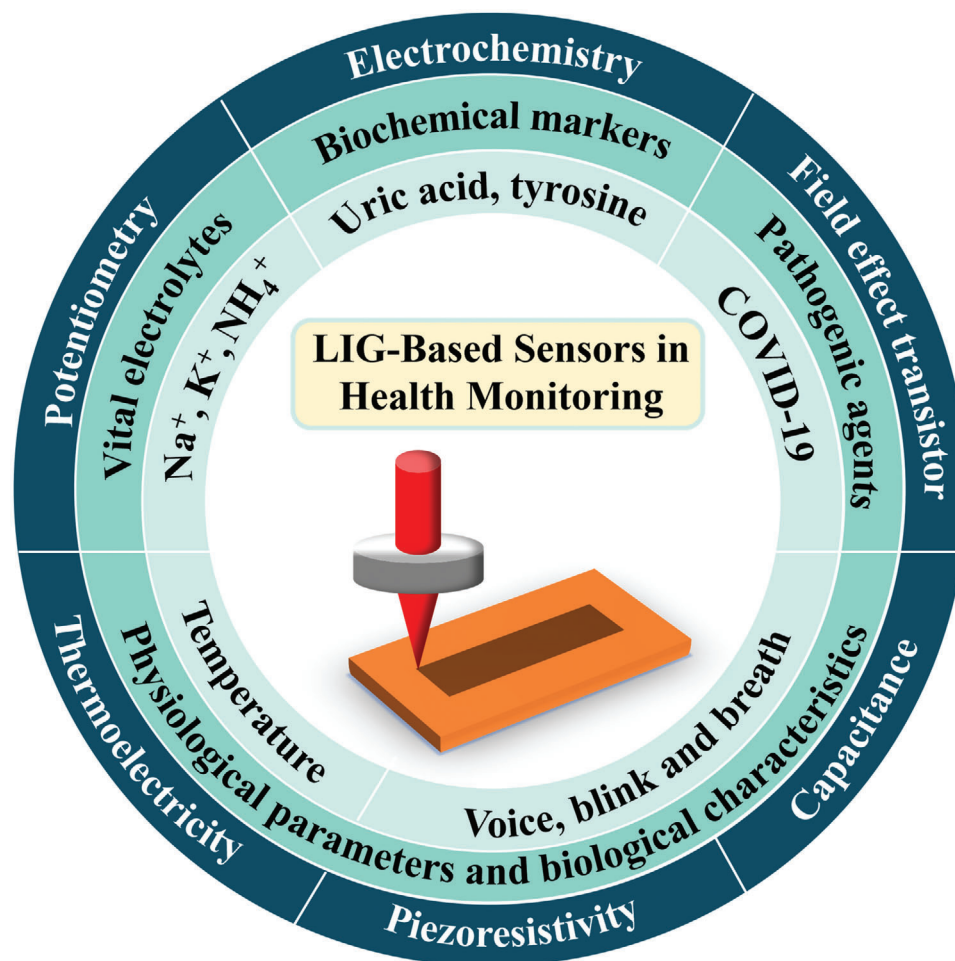 Electrochemistry
Biochemical markers
Uric acid, tyrosine
Field effect transistor
Pathogenic agents
COVID-19
Potentiometry
Vital electrolytes
Na⁺, K⁺, NH₄⁺
LIG-Based Sensors in
Health Monitoring
Thermoelectricity
Physiological parameters and biological characteristics
Temperature
Voice, blink and breath
Capacitance
Piezoresistivity